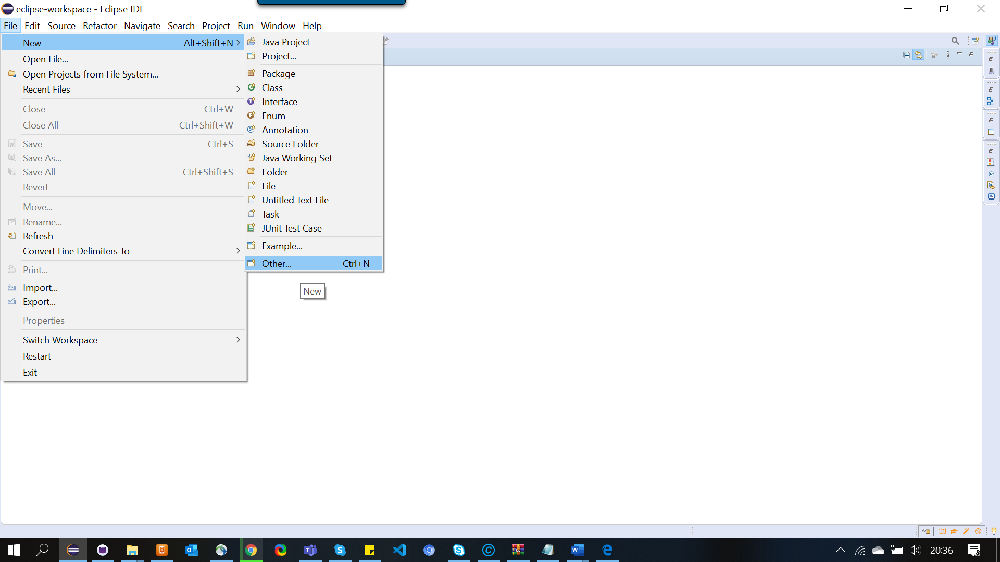 eclipse-workspace - Eclipse IDE
File Edit Source Refactor Navigate Search Project Run Window Help
New Alt+Shift+N
Open File...
Open Projects from File System...
Recent Files
Close Ctrl+W
Close All Ctrl+Shift+W
Save Ctrl+S
Save As...
Save All Ctrl+Shift+S
Revert
Move...
Rename...
Refresh
Convert Line Delimiters To
Print...
Import...
Export...
Properties
Switch Workspace
Restart
Exit
Java Project
Project...
Package
Class
Interface
Enum
Annotation
Source Folder
Java Working Set
Folder
File
Untitled Text File
Task
JUnit Test Case
Example...
Other... Ctrl+N
New
20:36